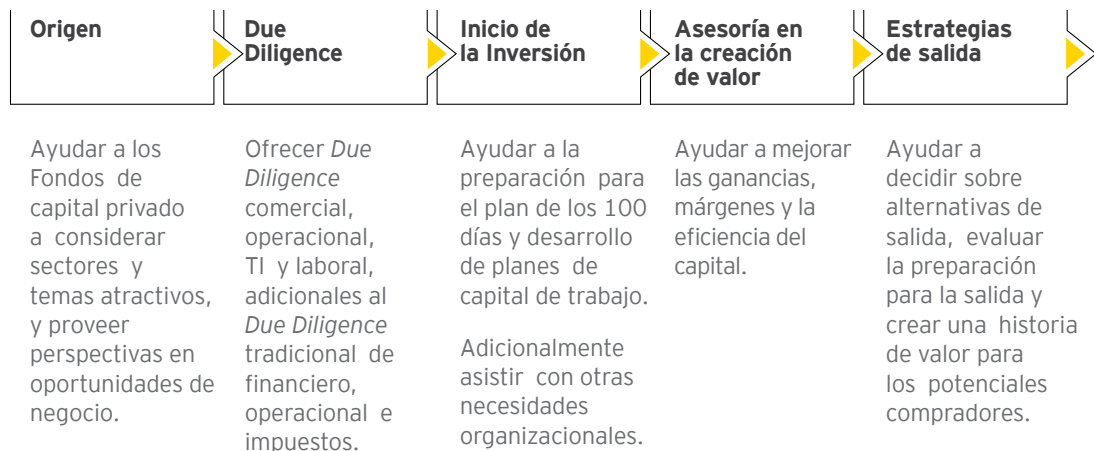 Origen
Due
Diligence
Inicio de
la Inversión
Asesoría en
la creación
de valor
Estrategias
de salida
Ayudar a los
Fondos de
capital privado
a considerar
sectores y
temas atractivos,
y proveer
perspectivas en
oportunidades de
negocio.
Ofrecer Due
Diligence
comercial,
operacional,
TI y laboral,
adicionales al
Due Diligence
tradicional de
financiero,
operacional e
impuestos.
Ayudar a la
preparación para
el plan de los 100
días y desarrollo
de planes de
capital de trabajo.
Adicionalmente
asistir con otras
necesidades
organizacionales.
Ayudar a mejorar
las ganancias,
márgenes y la
eficiencia del
capital.
Ayudar a
decidir sobre
alternativas de
salida, evaluar
la preparación
para la salida y
crear una historia
de valor para
los potenciales
compradores.